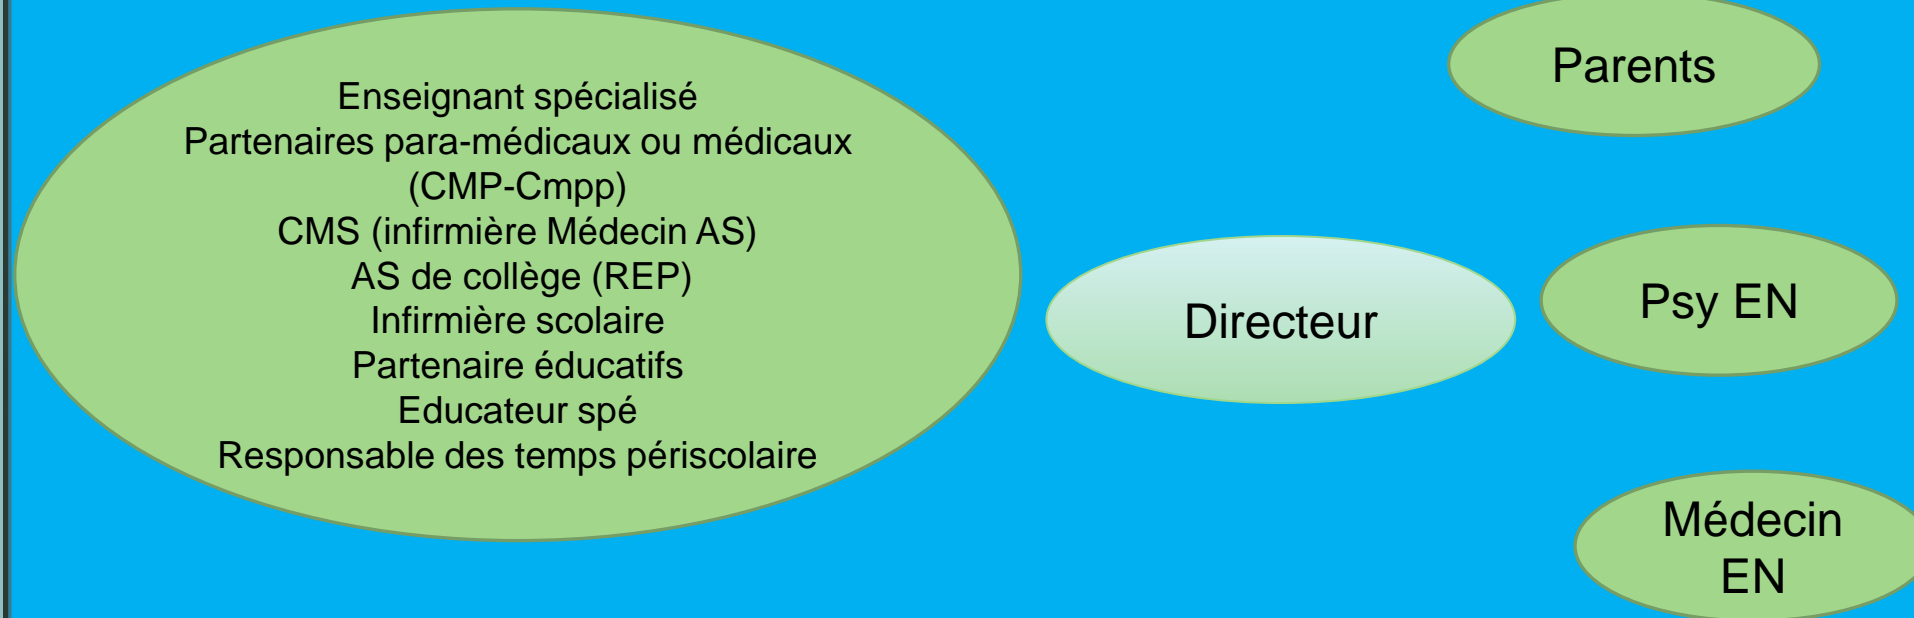 Enseignant spécialisé
Partenaires para-médicaux ou médicaux
(CMP-Cmpp)
CMS (infirmière Médecin AS)
AS de collège (REP)
Infirmière scolaire
Partenaire éducatifs
Educateur spé
Responsable des temps périscolaire
Directeur
Parents
Psy EN
Médecin
EN